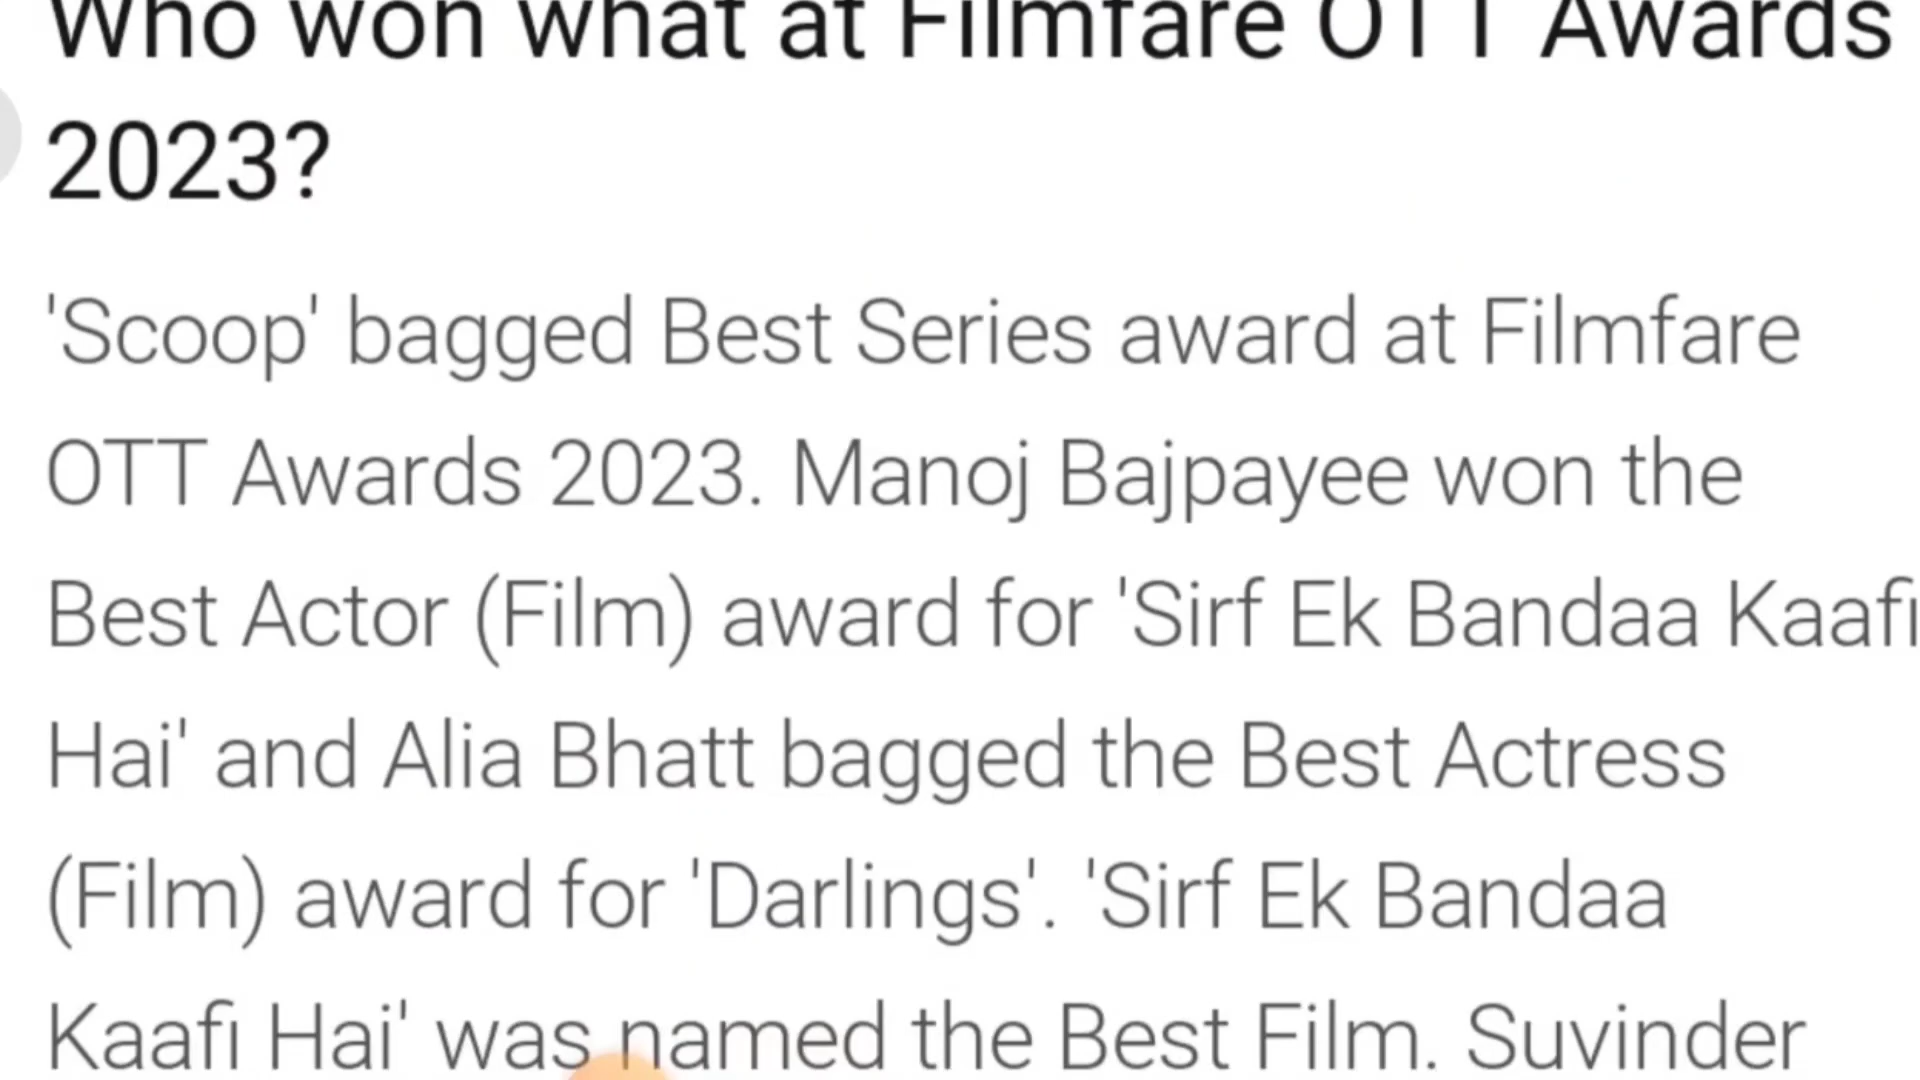 Who won what at Filmfare OTT Awards
2023?
'Scoop' bagged Best Series award at Filmfare
OTT Awards 2023. Manoj Bajpayee won the
Best Actor (Film) award for 'Sirf Ek Bandaa Kaafi
Hai' and Alia Bhatt bagged the Best Actress
(Film) award for 'Darlings'. 'Sirf Ek Bandaa
Kaafi Hai' was named the Best Film. Suvinder